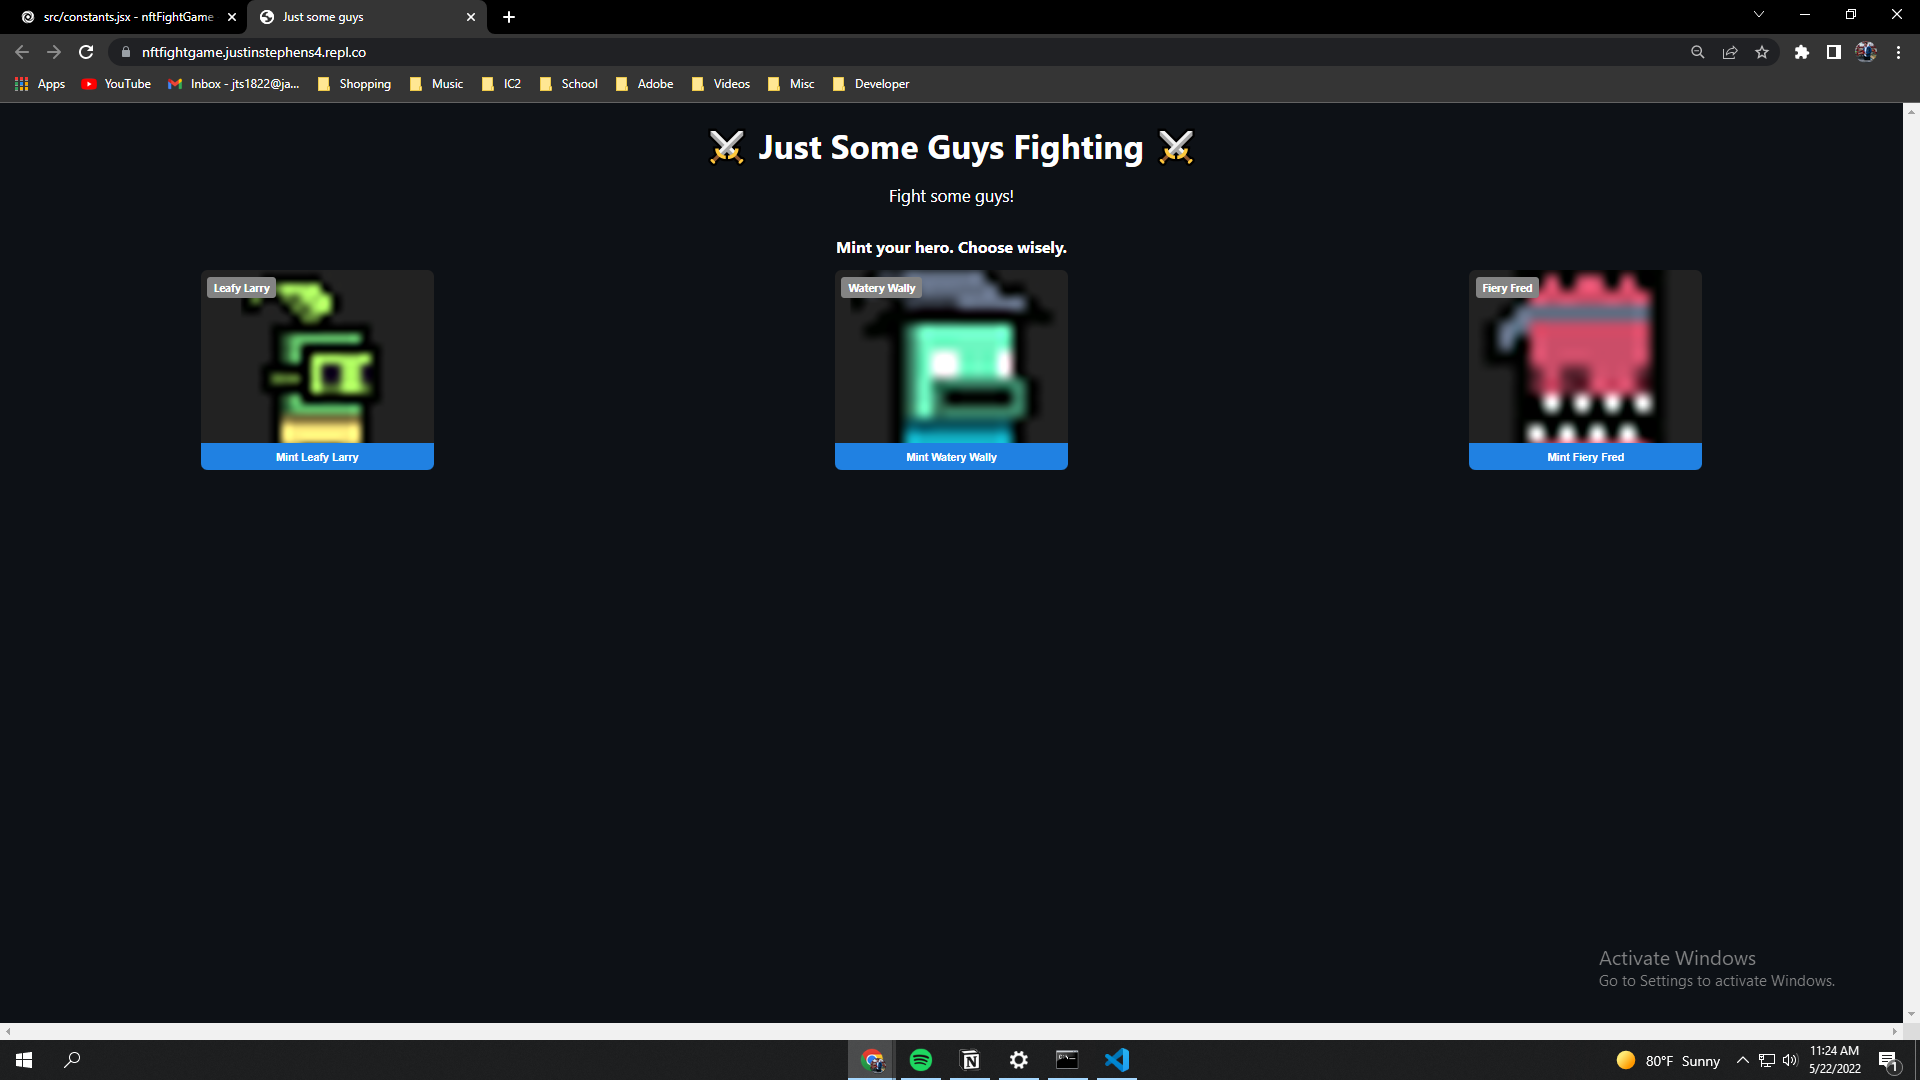 src/constants.jsx - nftFightGame
Just some guys
nftfightgame.justinstephens4.repl.co
Apps
YouTube
Inbox - jts1822@ja...
Shopping
Music
IC2
School
Adobe
Videos
Misc
Developer
⚔️ Just Some Guys Fighting ⚔️
Fight some guys!
Mint your hero. Choose wisely.
Leafy Larry
Watery Wally
Fiery Fred
Mint Leafy Larry
Mint Watery Wally
Mint Fiery Fred
Activate Windows
Go to Settings to activate Windows.
80°F Sunny
11:24 AM
5/22/2022
1